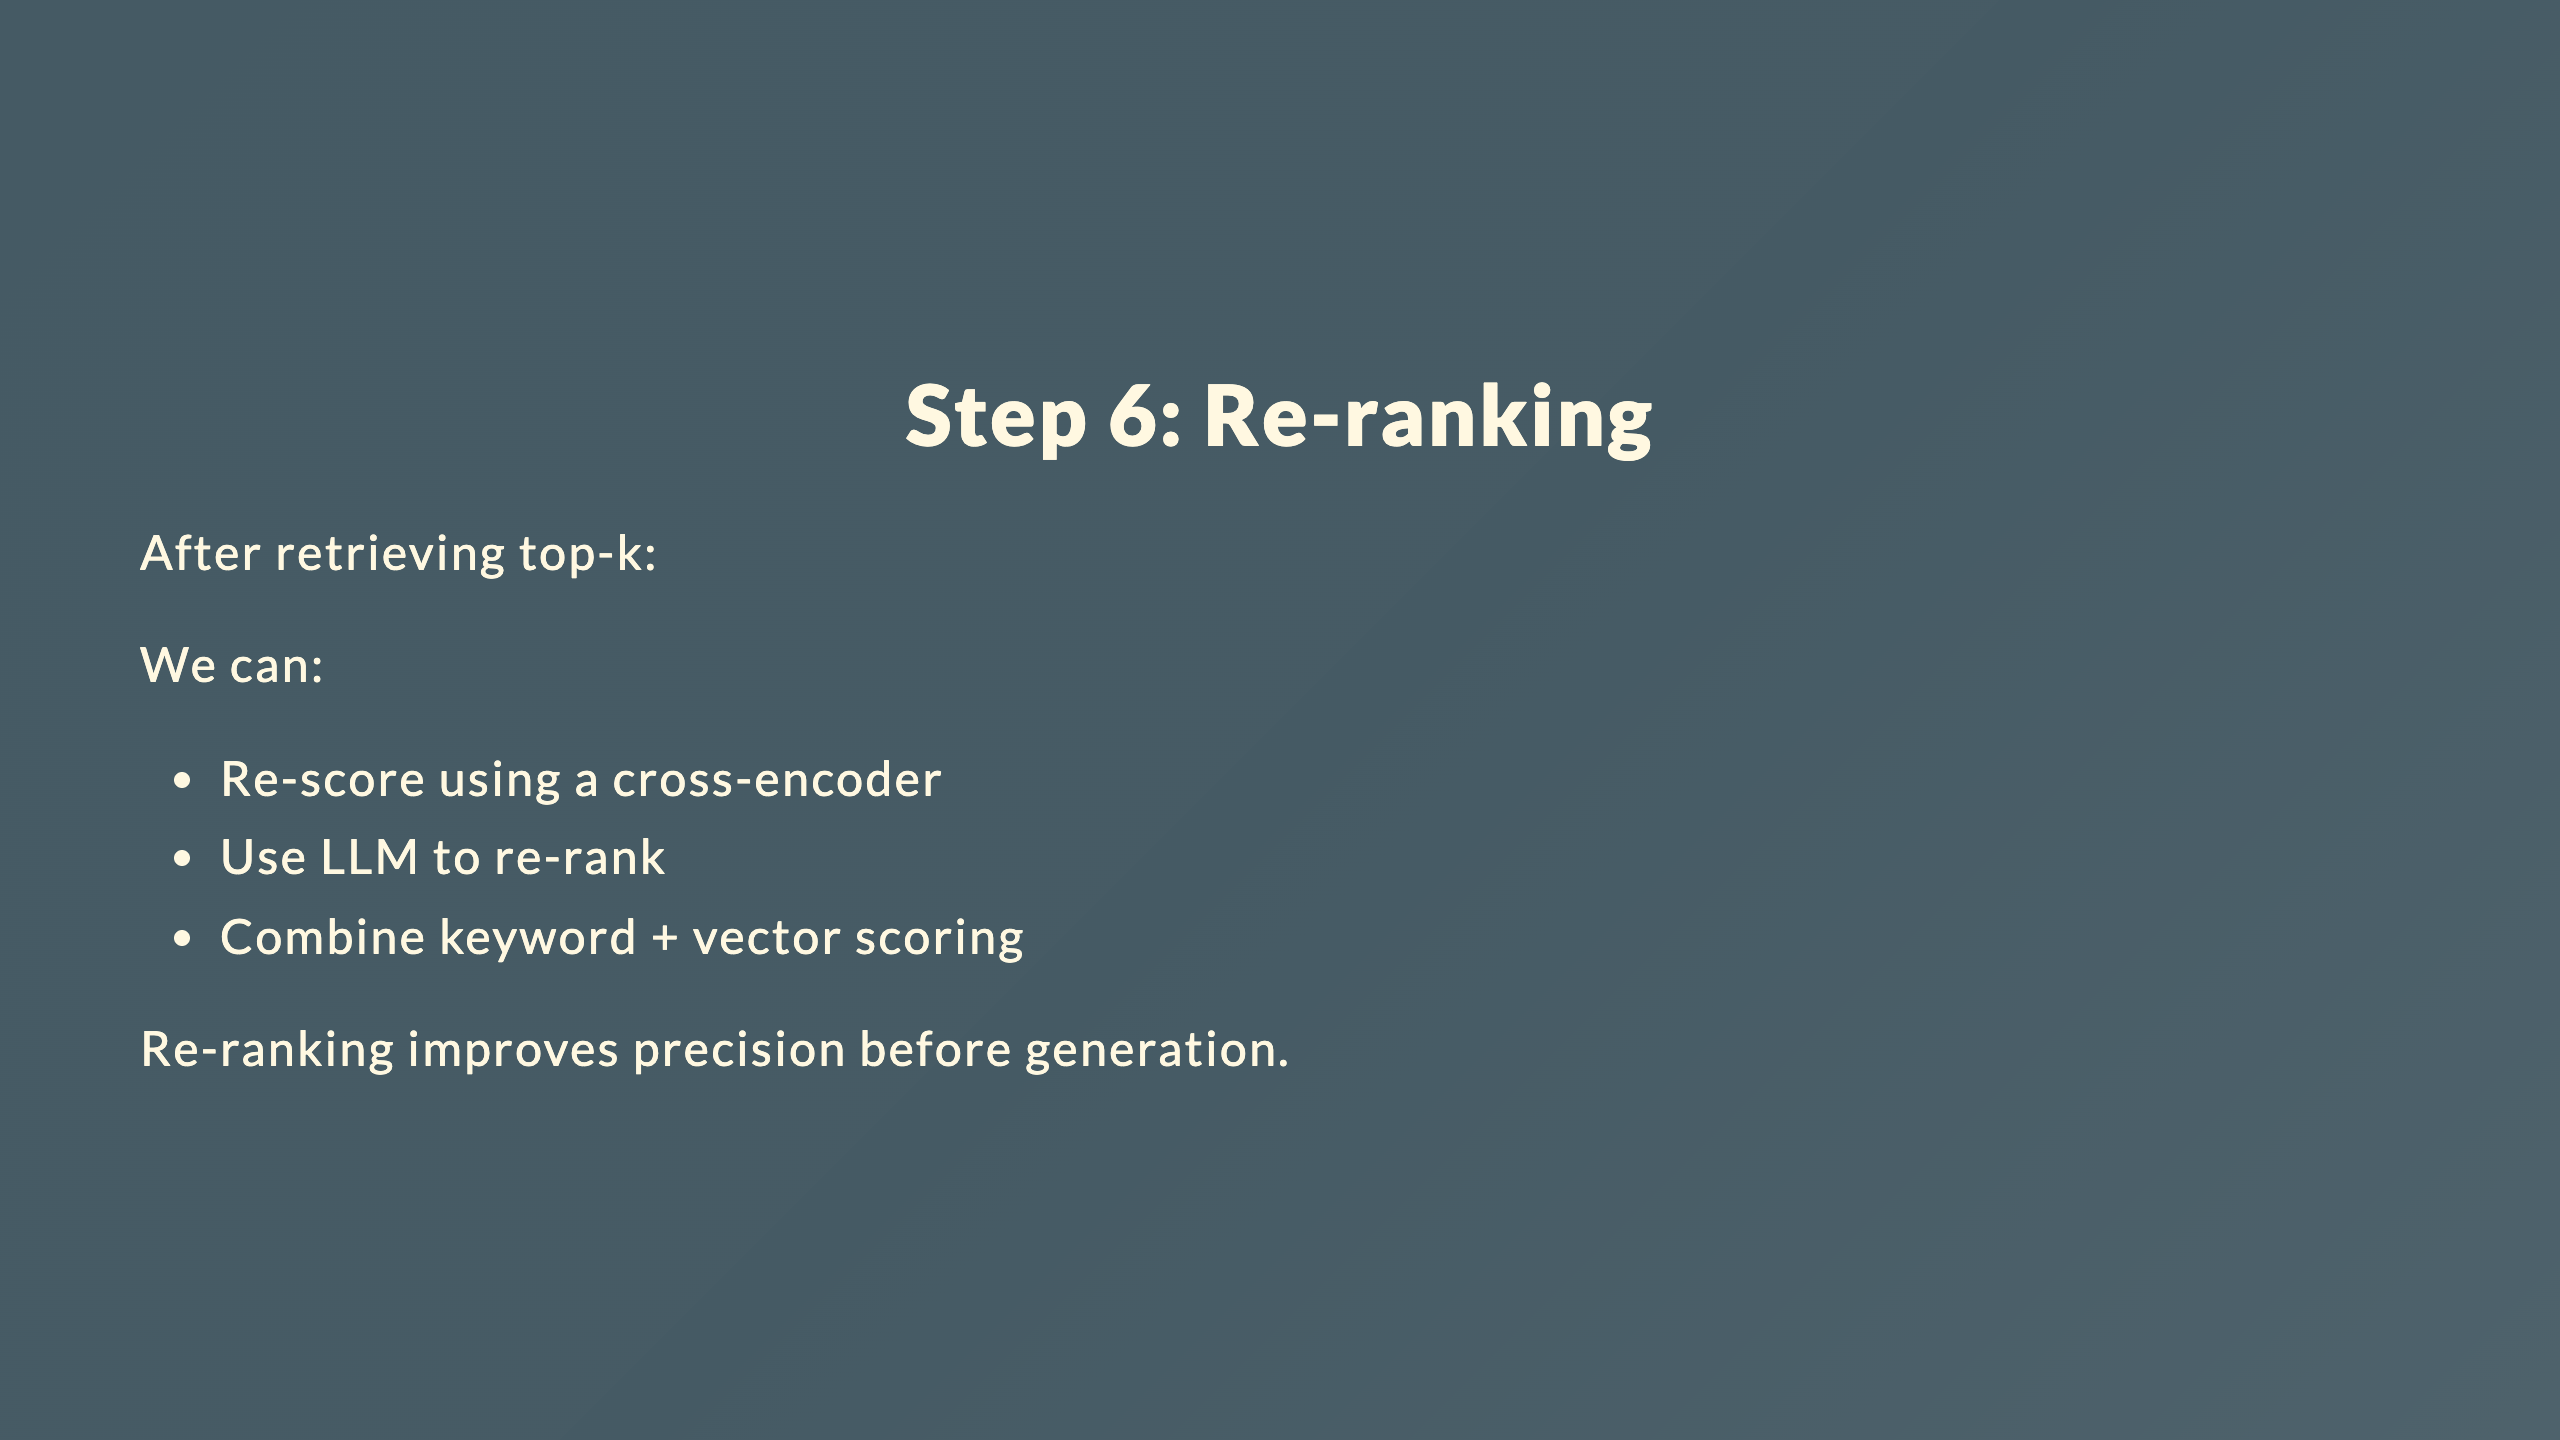 Step 6: Re-ranking
After retrieving top-k:
We can:
• Re-score using a cross-encoder
• Use LLM to re-rank
• Combine keyword + vector scoring
Re-ranking improves precision before generation.